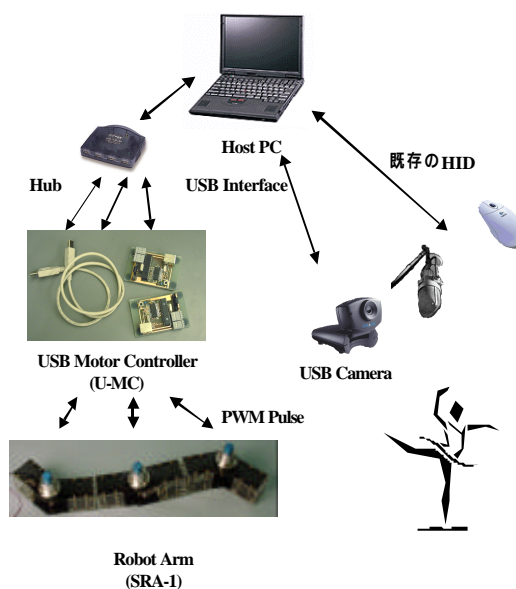 Host PC
既存のHID
Hub
USB Interface
USB Motor Controller
(U-MC)
USB Camera
PWM Pulse
Robot Arm
(SRA-1)